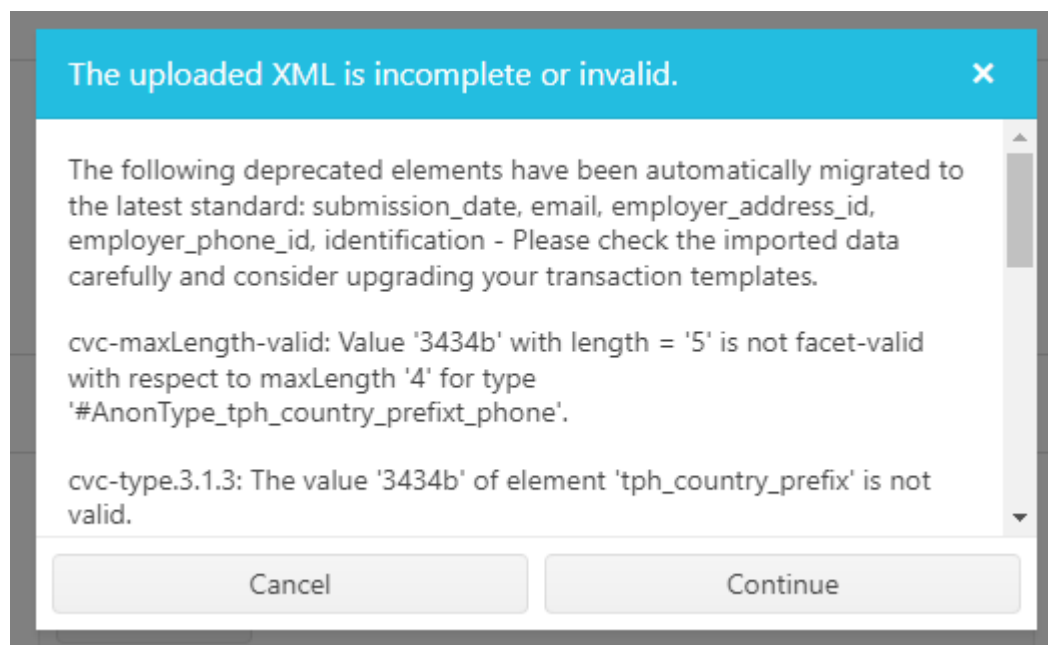 The uploaded XML is incomplete or invalid.
The following deprecated elements have been automatically migrated to
the latest standard: submission_date, email, employer_address_id,
employer_phone_id, identification - Please check the imported data
carefully and consider upgrading your transaction templates.
cvc-maxLength-valid: Value '3434b' with length = '5' is not facet-valid
with respect to maxLength '4' for type
'#AnonType_tph_country_prefixt_phone'.
cvc-type.3.1.3: The value '3434b' of element 'tph_country_prefix' is not
valid.
Cancel
Continue